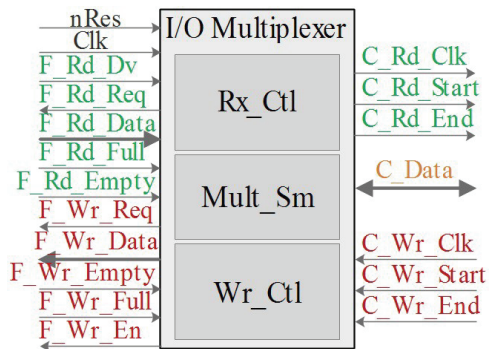 nRes
Clk
F_Rd_Dv
F_Rd_Req
F_Rd_Data
F_Rd_Full
F_Rd_Empty
F_Wr_Req
F_Wr_Data
F_Wr_Empty
F_Wr_Full
F_Wr_En
I/O Multiplexer
Rx_Ctl
Mult_Sm
Wr_Ctl
C_Rd_Clk
C_Rd_Start
C_Rd_End
C_Data
C_Wr_Clk
C_Wr_Start
C_Wr_End